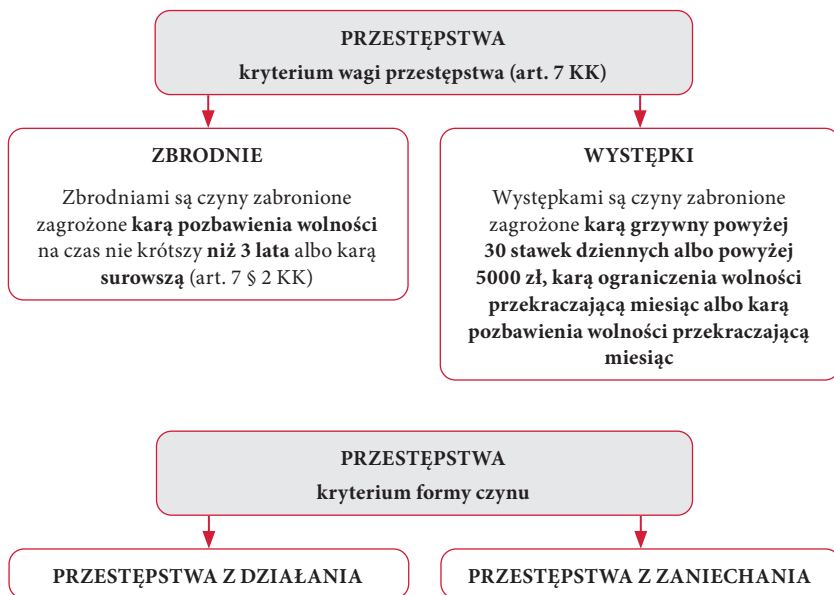 PRZESTĘPSTWA
kryterium wagi przestępstwa (art. 7 KK)
ZBRODNIE
Zbrodniami są czyny zabronione
zagrożone karą pozbawienia wolności
na czas nie krótszy niż 3 lata albo karą
surowszą (art. 7 § 2 KK)
WYSTĘPKI
Występkami są czyny zabronione
zagrożone karą grzywny powyżej
30 stawek dziennych albo powyżej
5000 zł, karą ograniczenia wolności
przekraczającą miesiąc albo karą
pozbawienia wolności przekraczającą
miesiąc
PRZESTĘPSTWA
kryterium formy czynu
PRZESTĘPSTWA Z DZIAŁANIA
PRZESTĘPSTWA Z ZANIECHANIA